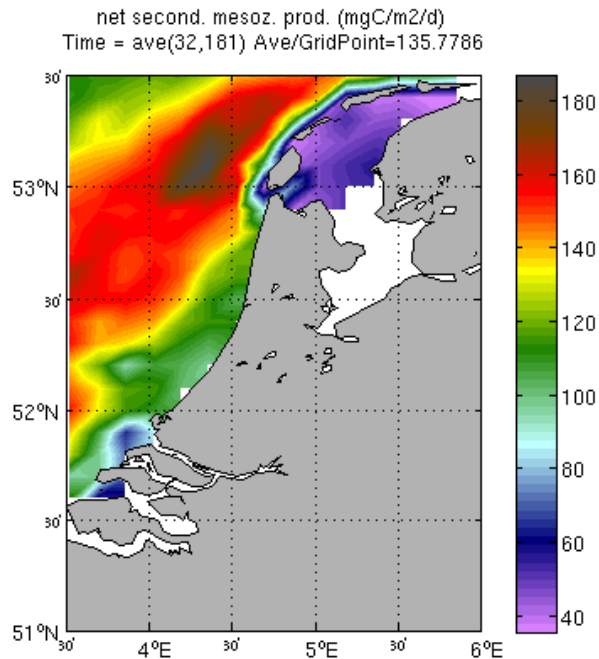 net second. mesoz. prod. (mgC/m2/d)
Time = ave(32,181) Ave/GridPoint=135.7786
30'
53°N
30'
52°N
30'
51°N
30'
4°E
30'
5°E
30'
6°E
180
160
140
120
100
80
60
40